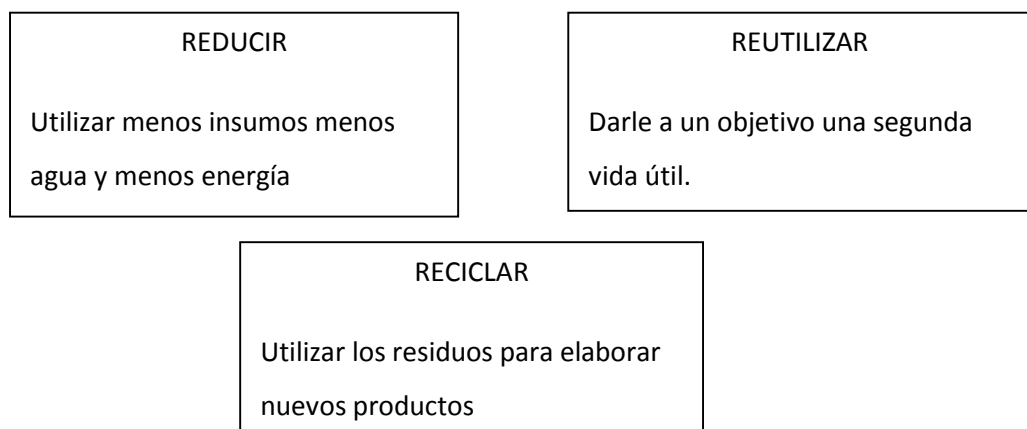 REDUCIR
Utilizar menos insumos menos
agua y menos energía
REUTILIZAR
Darle a un objetivo una segunda
vida útil.
RECICLAR
Utilizar los residuos para elaborar
nuevos productos